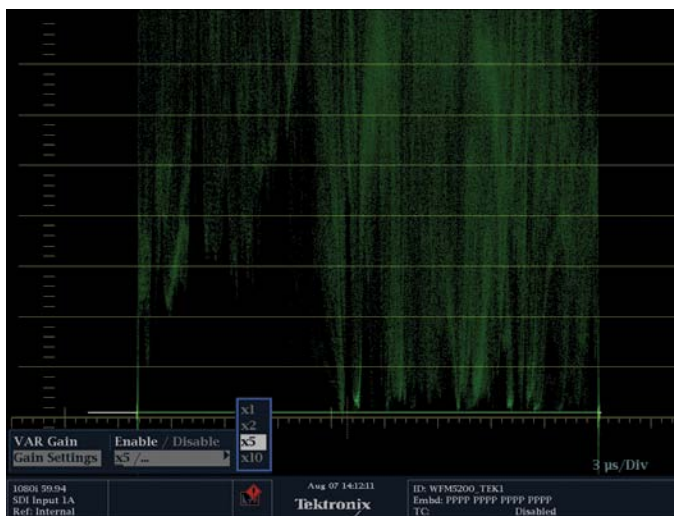 x1
x2
x5
x10
VAR Gain Enable / Disable
Gain Settings x5 /...
3 µs/Div
1080i 59.94
SDI Input 1A
Ref: Internal
Aug 07 14:12:11
Tektronix
ID: WFM5200_TEK1
Embd: PPPP PPPP PPPP PPPP
TC: Disabled